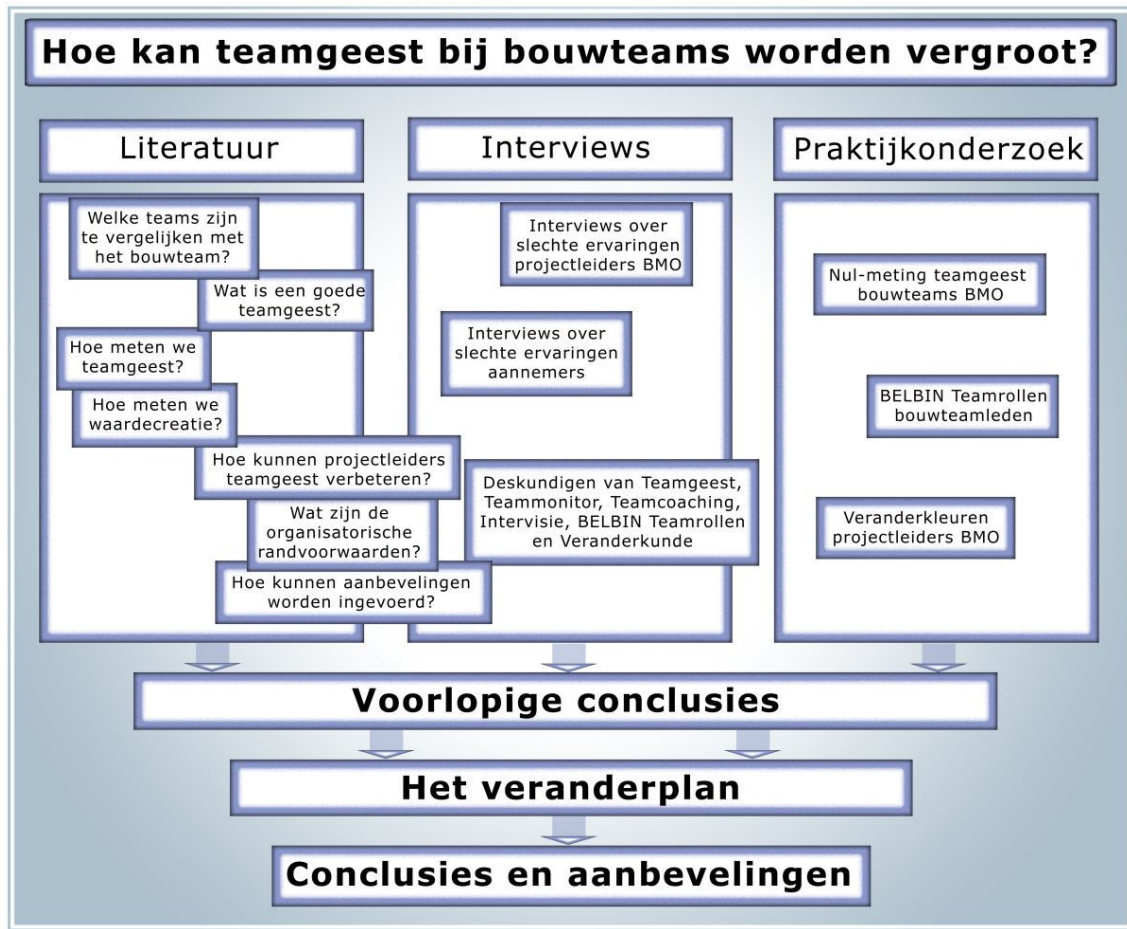 Hoe kan teamgeest bij bouwteams worden vergroot?
Literatuur
Welke teams zijn
te vergelijken met
het bouwteam?
Wat is een goede
teamgeest?
Hoe meten we
teamgeest?
Hoe meten we
waardecreatie?
Hoe kunnen projectleiders
teamgeest verbeteren?
Wat zijn de
organisatorische
randvoorwaarden?
Hoe kunnen aanbevelingen
worden ingevoerd?
Interviews
Interviews over
slechte ervaringen
projectleiders BMO
Interviews over
slechte ervaringen
aannemers
Deskundigen van Teamgeest,
Teammonitor, Teamcoaching,
Intervisie, BELBIN Teamrollen
en Veranderkunde
Praktijkonderzoek
Nul-meting teamgeest
bouwteams BMO
BELBIN Teamrollen
bouwteamleden
Veranderkleuren
projectleiders BMO
Voorlopige conclusies
Het veranderplan
Conclusies en aanbevelingen